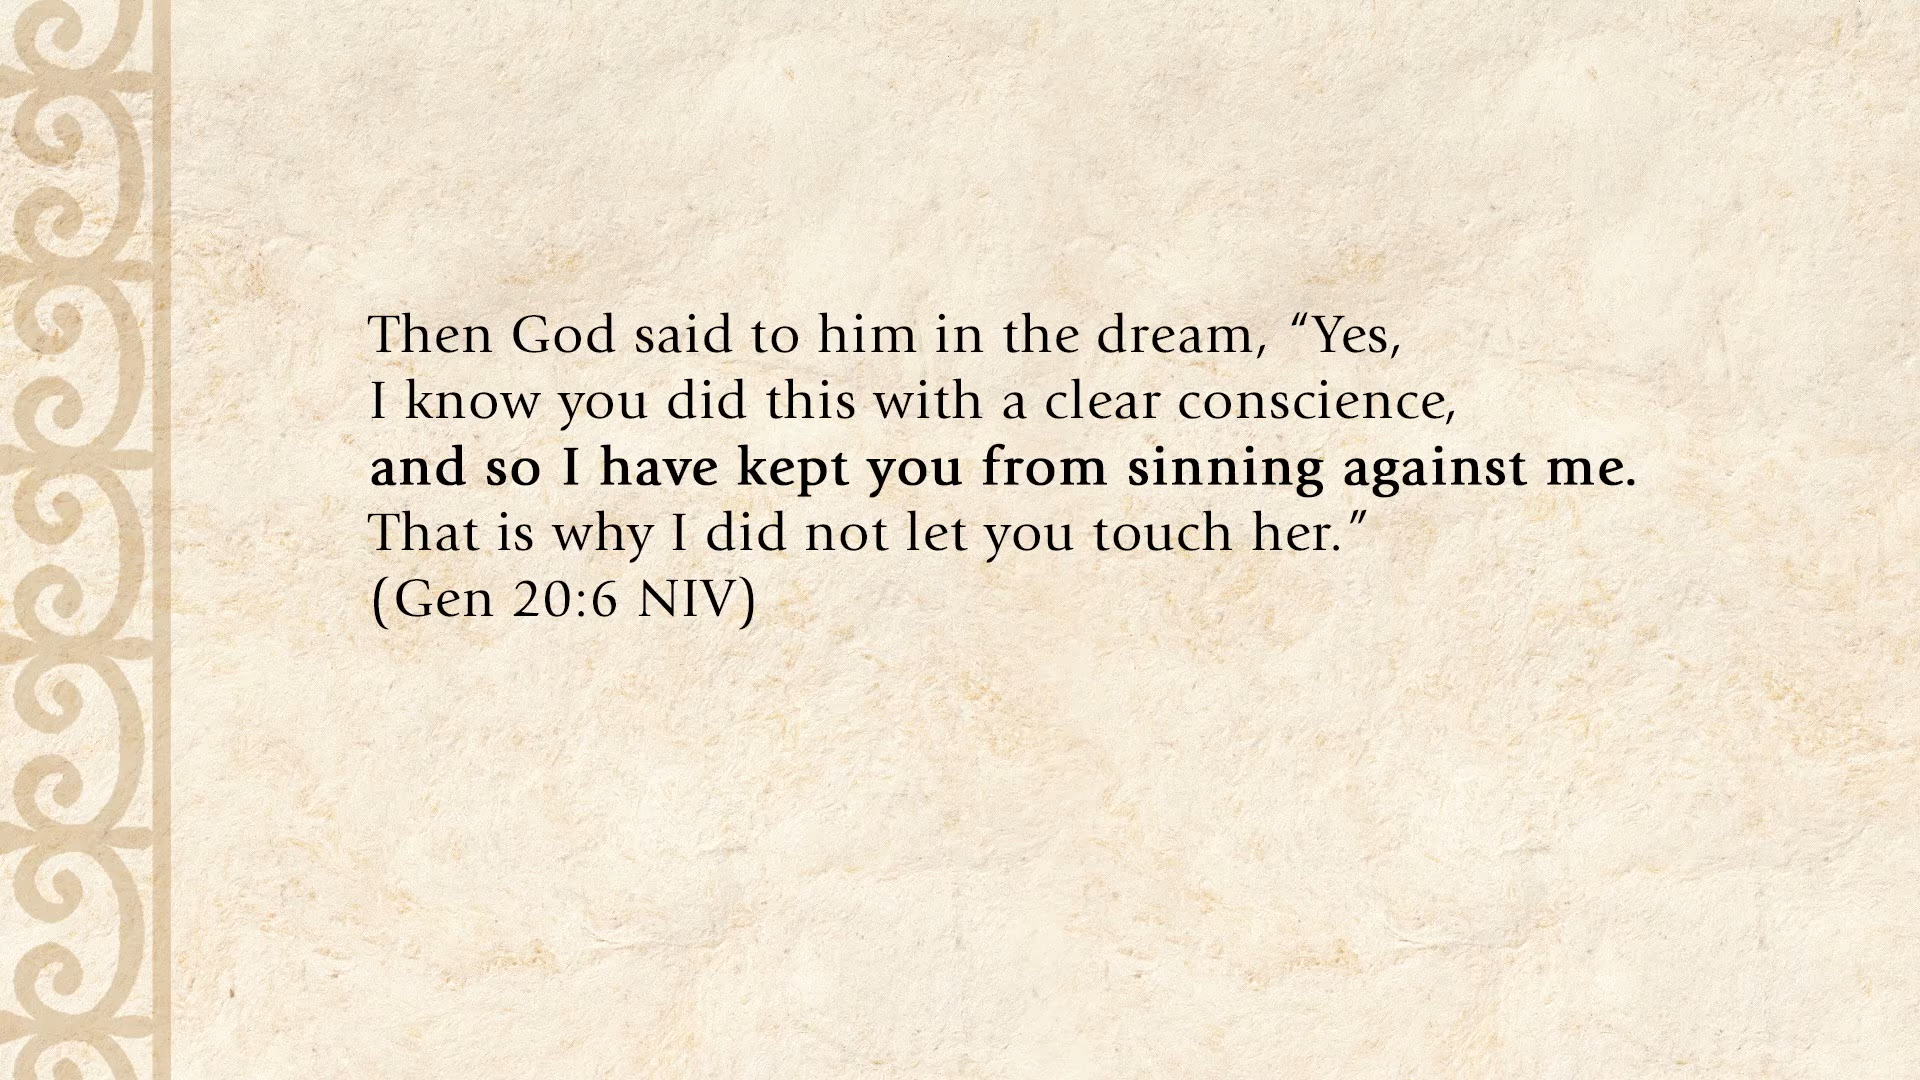 Then God said to him in the dream, “Yes,
I know you did this with a clear conscience,
and so I have kept you from sinning against me.
That is why I did not let you touch her.”
(Gen 20:6 NIV)